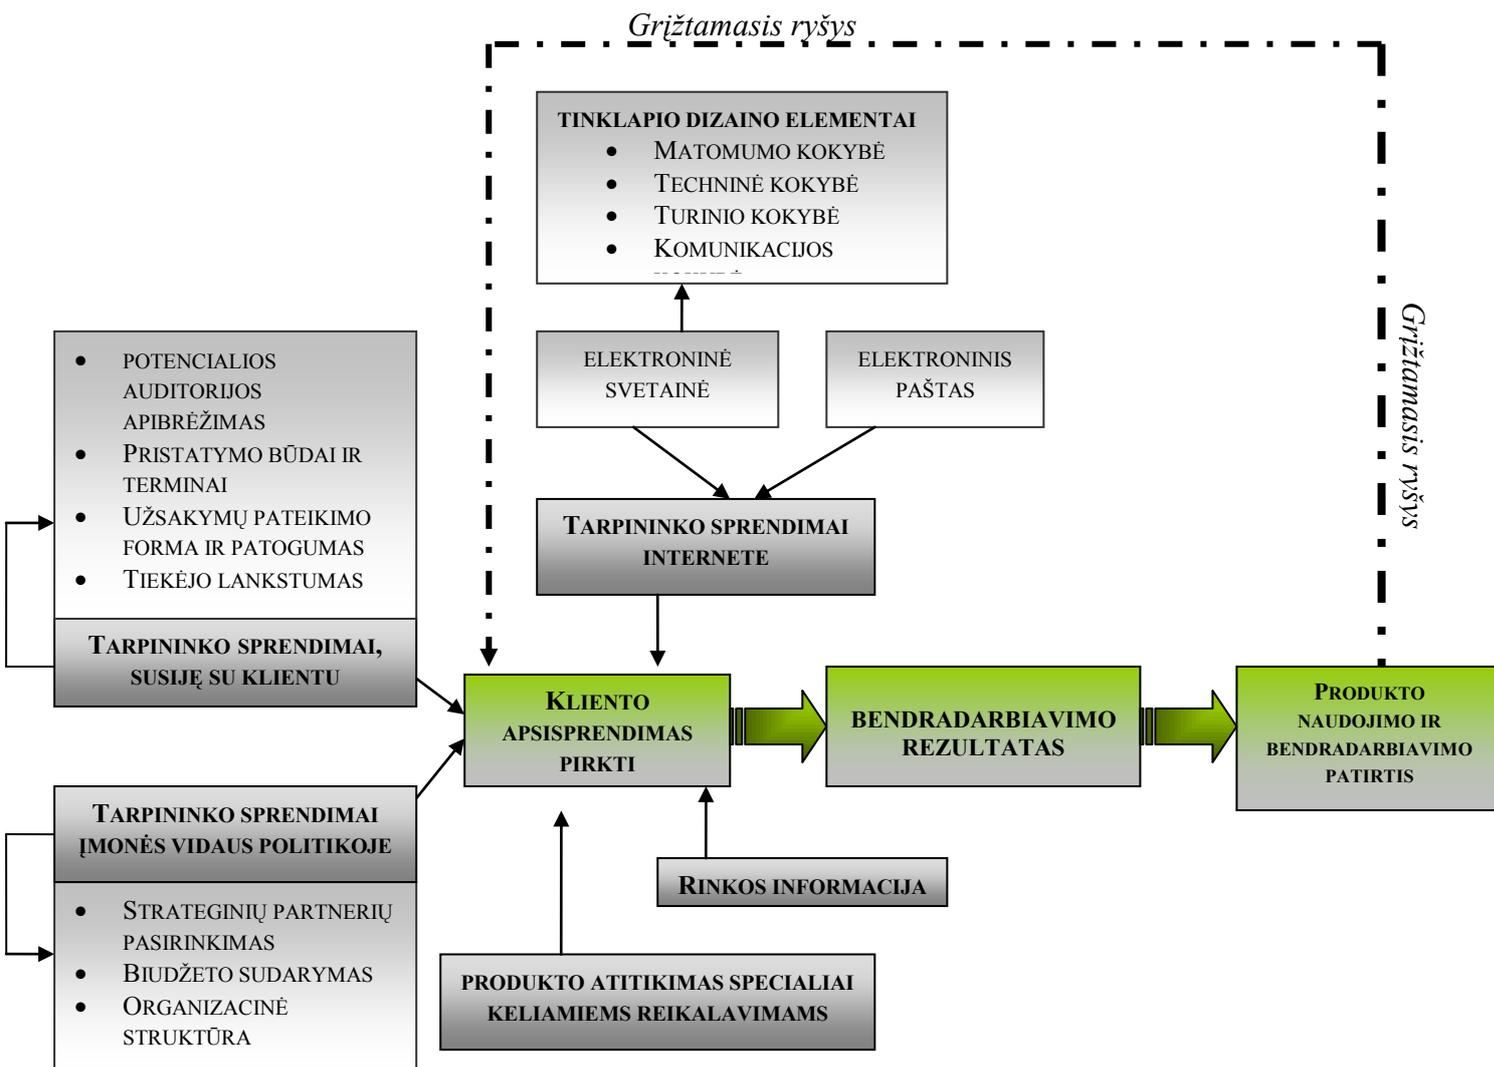 Grįžtamasis ryšys
TINKLAPIO DIZAINO ELEMENTAI
• MATOMUMO KOKYBĖ
• TECHNINĖ KOKYBĖ
• TURINIO KOKYBĖ
• KOMUNIKACIJOS
ELEKTRONINĖ
SVETAINĖ
ELEKTRONINIS
PAŠTAS
Grįžtamasis ryšys
• POTENCIALIOS
AUDITORIJOS
APIBRĖŽIMAS
• PRISTATYMO BŪDAI IR
TERMINAI
• UŽSAKYMŲ PATEIKIMO
FORMA IR PATOGUMAS
• TIEKĖJO LANKSTUMAS
TARPININKO SPRENDIMAI
INTERNETE
TARPININKO SPRENDIMAI,
SUSIJĘ SU KLIENTU
KLIENTO
APSISPRENDIMAS
PIRKTI
BENDRADARBIAVIMO
REZULTATAS
PRODUKTO
NAUDOJIMO IR
BENDRADARBIAVIMO
PATIRTIS
TARPININKO SPRENDIMAI
ĮMONĖS VIDAUS POLITIKOJE
• STRATEGINIŲ PARTNERIŲ
PASIRINKIMAS
• BIUDŽETO SUDARYMAS
• ORGANIZACINĖ
STRUKTŪRA
RINKOS INFORMACIJA
PRODUKTO ATITIKIMAS SPECIALIAI
KELIAMIEMS REIKALAVIMAMS